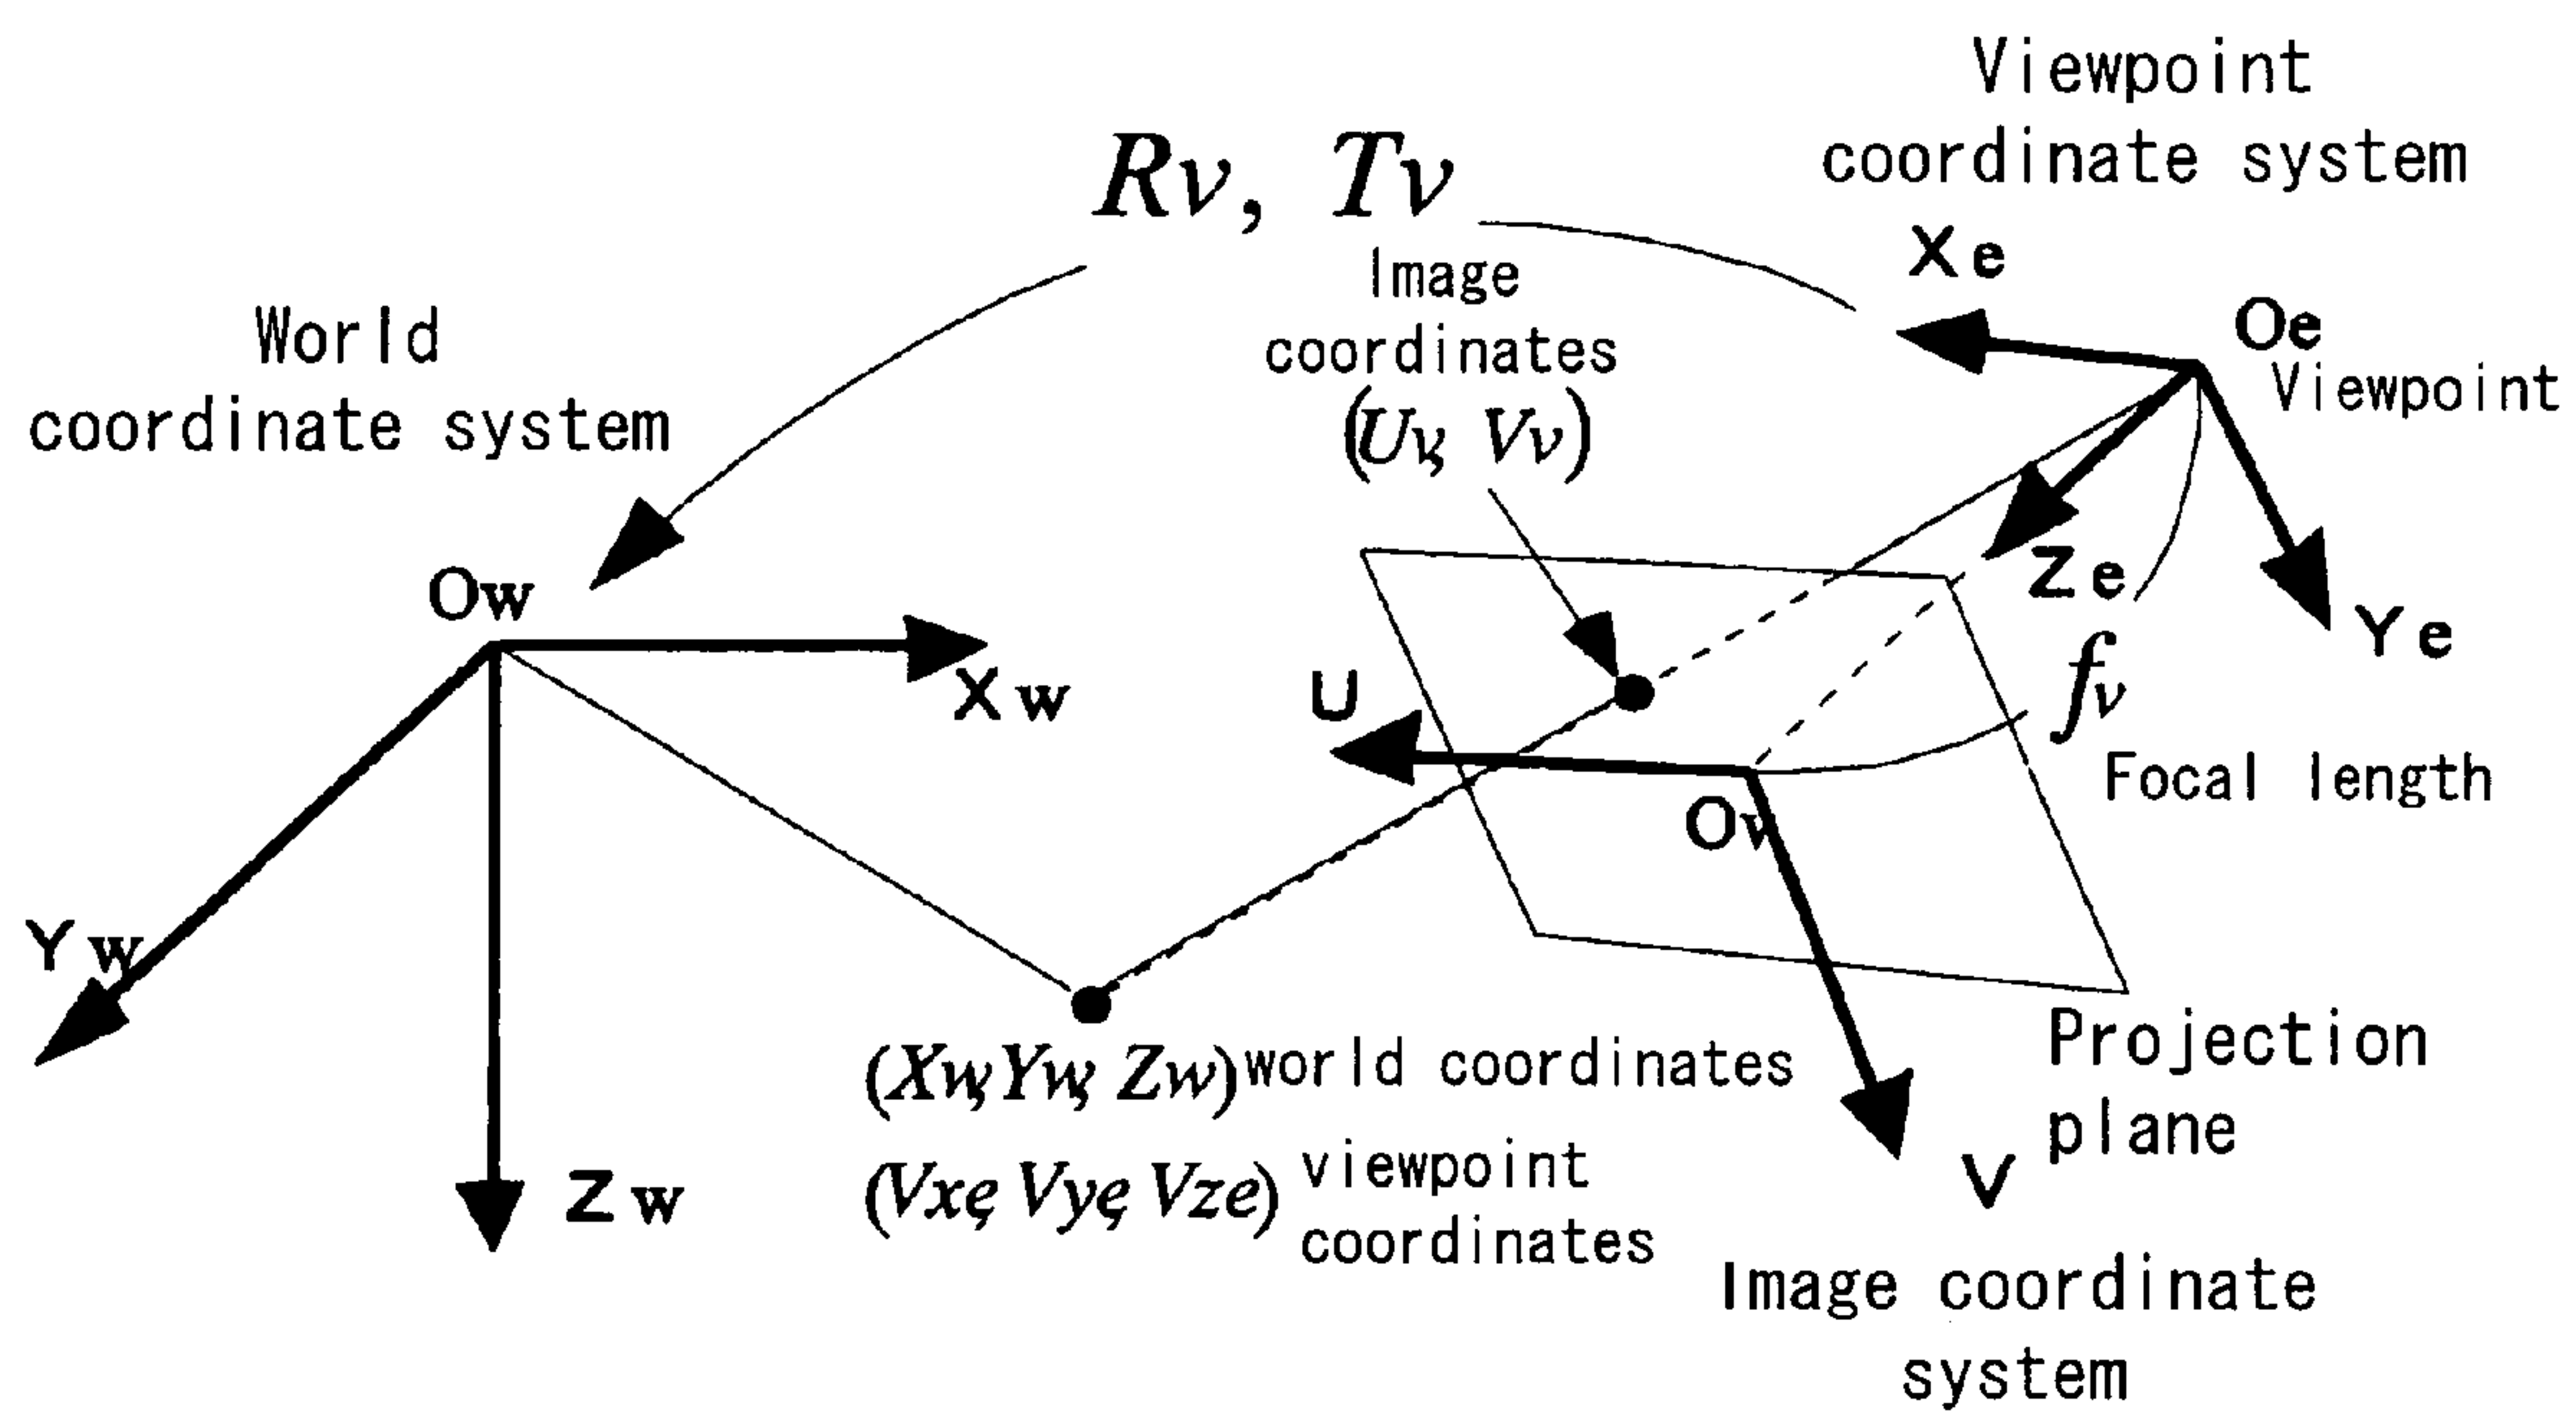 Viewpoint
coordinate system
Rv, Tv
Xe
Image
coordinates
(Uv, Vv)
Oe
Viewpoint
World
coordinate system
Ow
Xw
Yw
Zw
Ze
Ye
fv
Focal length
U
Ov
V
(Xw, Yw, Zw) world coordinates
(Vxe, Vye, Vze) viewpoint
coordinates
Projection
plane
Image coordinate
system